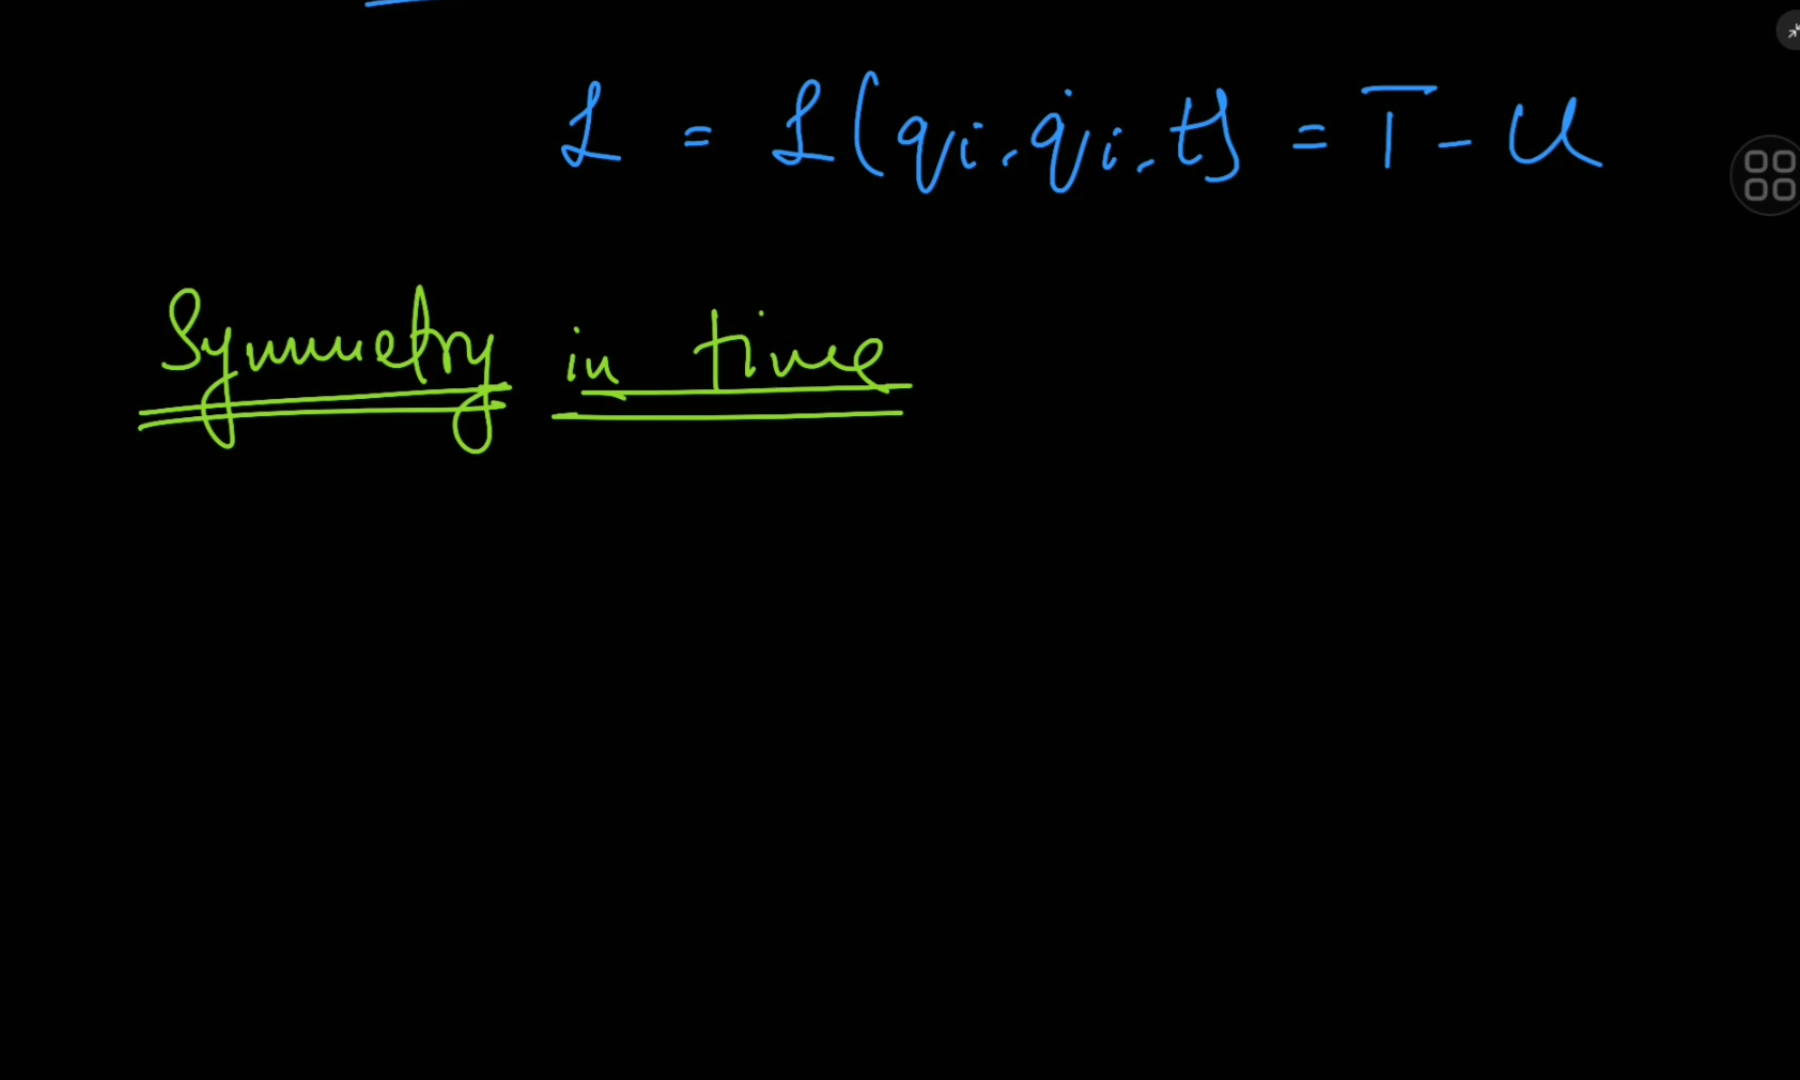 ℒ = ℒ(qi, q̇i, t) = T - U
Symmetry in time